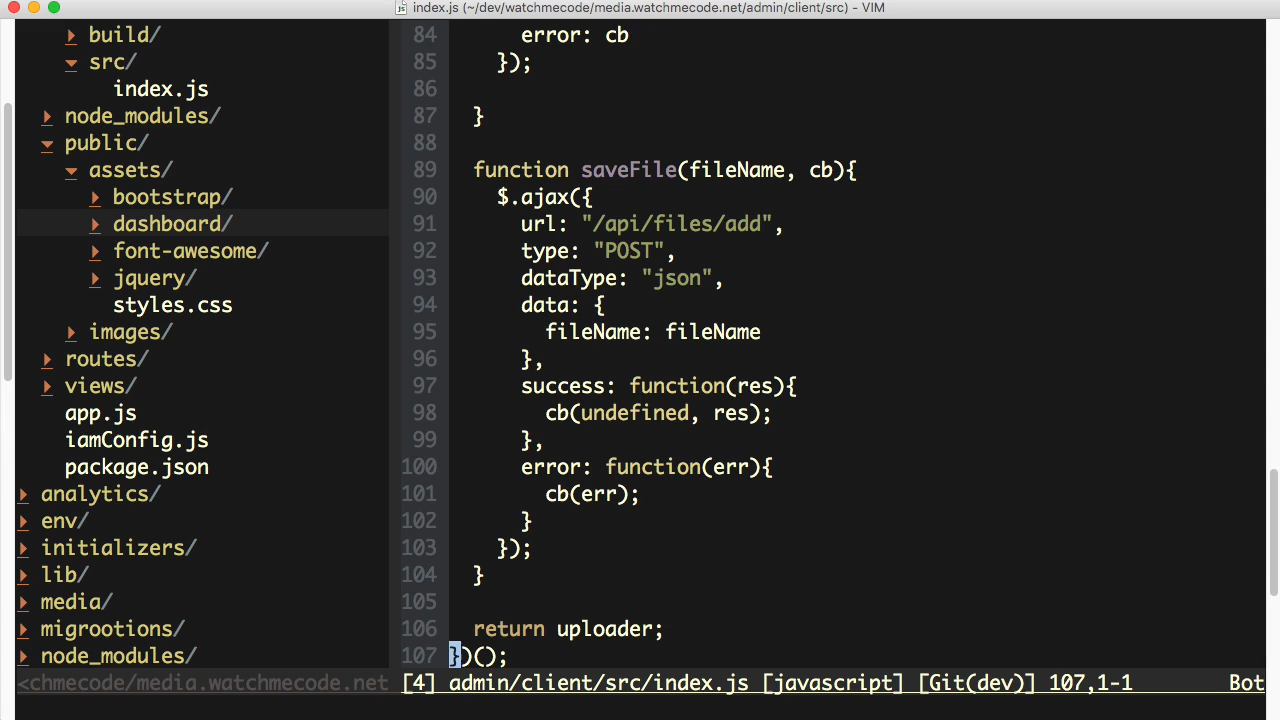 index.js (~/dev/watchmecode/media.watchmecode.net/admin/client/src) - VIM
build/
src/
index.js
node_modules/
public/
assets/
bootstrap/
dashboard/
font-awesome/
jquery/
styles.css
images/
routes/
views/
app.js
iamConfig.js
package.json
analytics/
env/
initializers/
lib/
media/
migrootions/
node_modules/
<chmecode/media.watchmecode.net
84 error: cb
85 });
86
87 }
88
89 function saveFile(fileName, cb){
90 $.ajax({
91 url: "/api/files/add",
92 type: "POST",
93 dataType: "json",
94 data: {
95 fileName: fileName
96 },
97 success: function(res){
98 cb(undefined, res);
99 },
100 error: function(err){
101 cb(err);
102 }
103 });
104 }
105
106 return uploader;
107 })();
[4] admin/client/src/index.js [javascript] [Git(dev)] 107,1-1 Bot